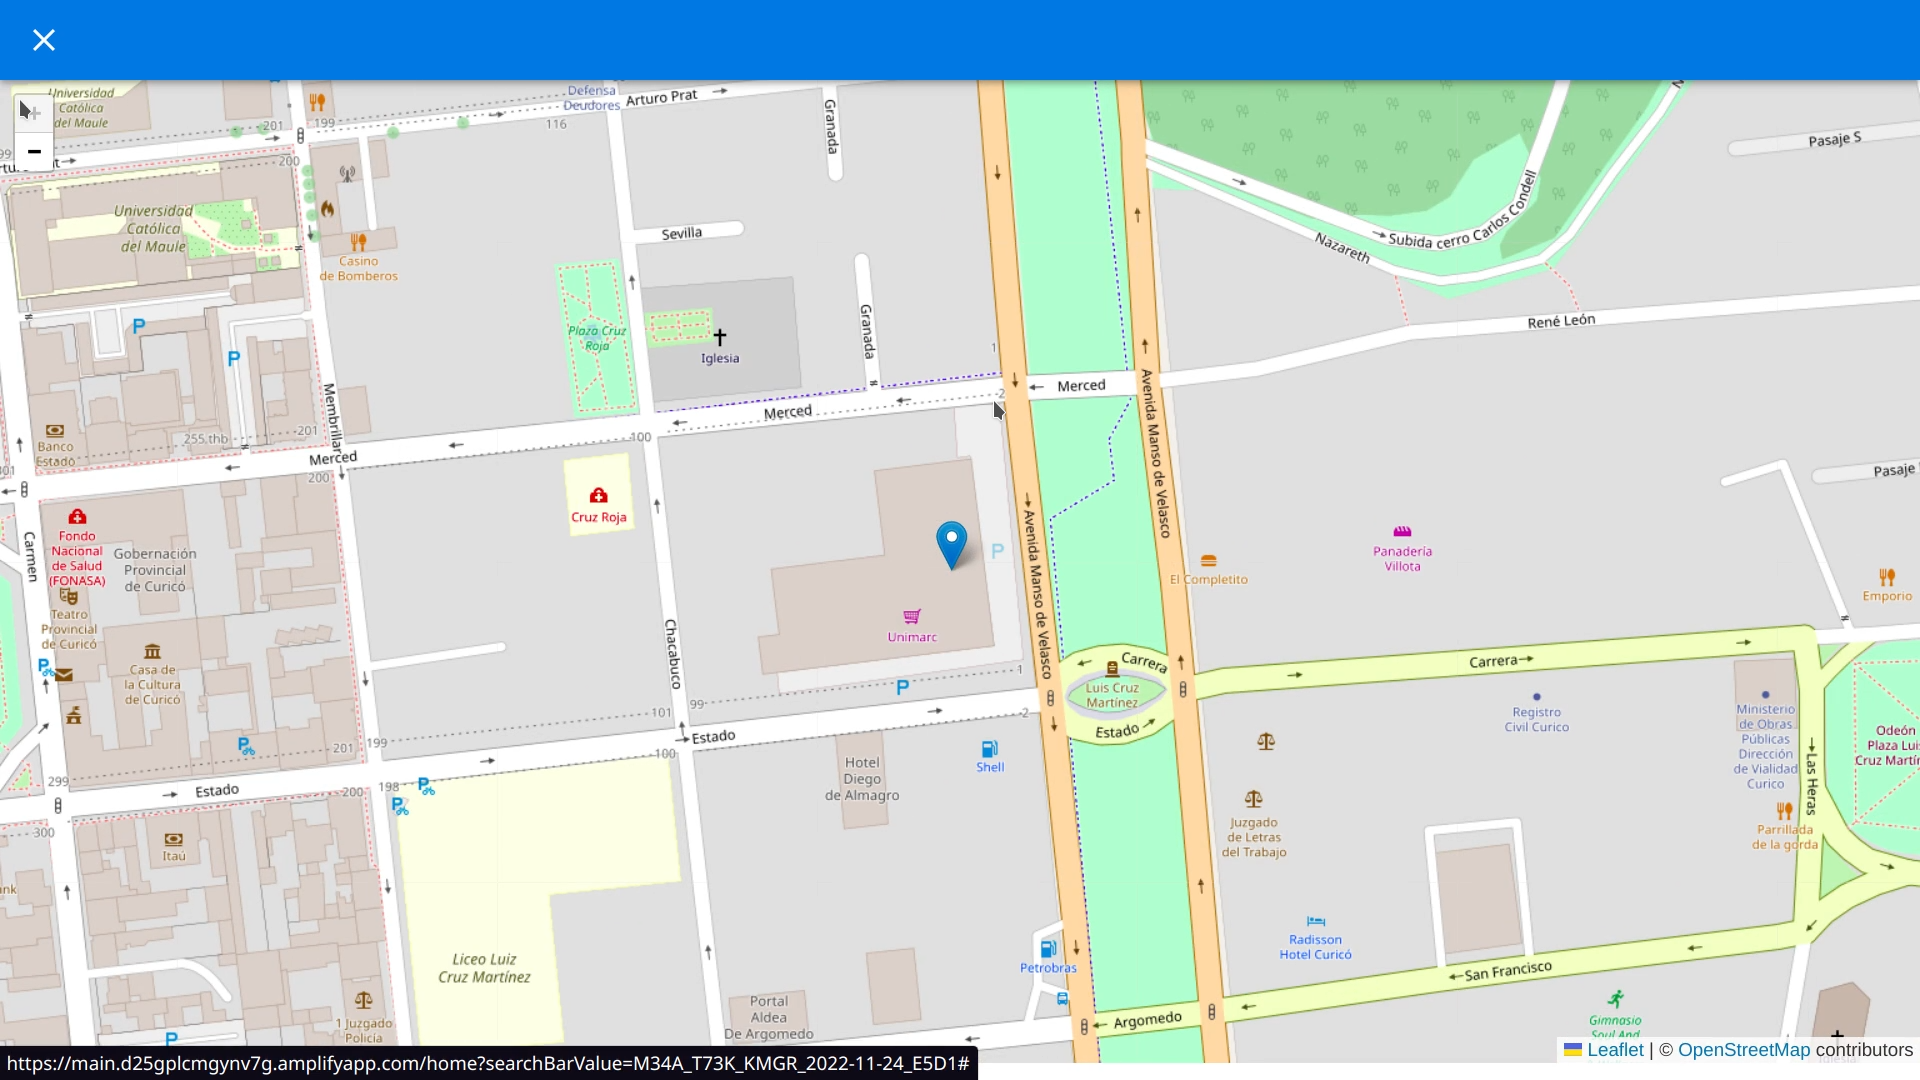 Universidad
Católica
del Maule
+
-
201
199
Arturo Prat
Defensa
Deudores
116
Granada
200
Universidad
Católica
del Maule
Casino
de Bomberos
P
P
Sevilla
Plaza Cruz
Roja
Iglesia
Granada
1
2
Merced
Merced
Membrillar
Banco
Estado
255.thb
201
Merced
200
100
Cruz Roja
Carmen
Fondo
Nacional
de Salud
(FONASA)
Gobernación
Provincial
de Curicó
Teatro
Provincial
de Curicó
P
Casa de
la Cultura
de Curicó
Chacabuco
Unimarc
P
P
Avenida Manso de Velasco
Avenida Manso de Velasco
Subida cerro Carlos Condell
Nazareth
René León
Pasaje S
Pasaje
Panadería
Villota
El Completito
Emporio
Carrera
Luis Cruz
Martínez
Estado
Carrera
Registro
Civil Curico
Ministerio
de Obras
Públicas
Dirección
de Vialidad
Curico
Odeón
Plaza Luis
Cruz Martín
Las Heras
Parrillada
de la gorda
1
2
101
99
100
Estado
201
199
P
299
Estado
200
198
P
P
300
Hotel
Diego
de Almagro
Shell
Juzgado
de Letras
del Trabajo
Itaú
Liceo Luiz
Cruz Martínez
Petrobras
Radisson
Hotel Curicó
San Francisco
Argomedo
Portal
Aldea
De Argomedo
1 Juzgado
Policía
P
Gimnasio
Soul And
https://main.d25gplcmgynv7g.amplifyapp.com/home?searchBarValue=M34A_T73K_KMGR_2022-11-24_E5D1#
Leaflet | © OpenStreetMap contributors